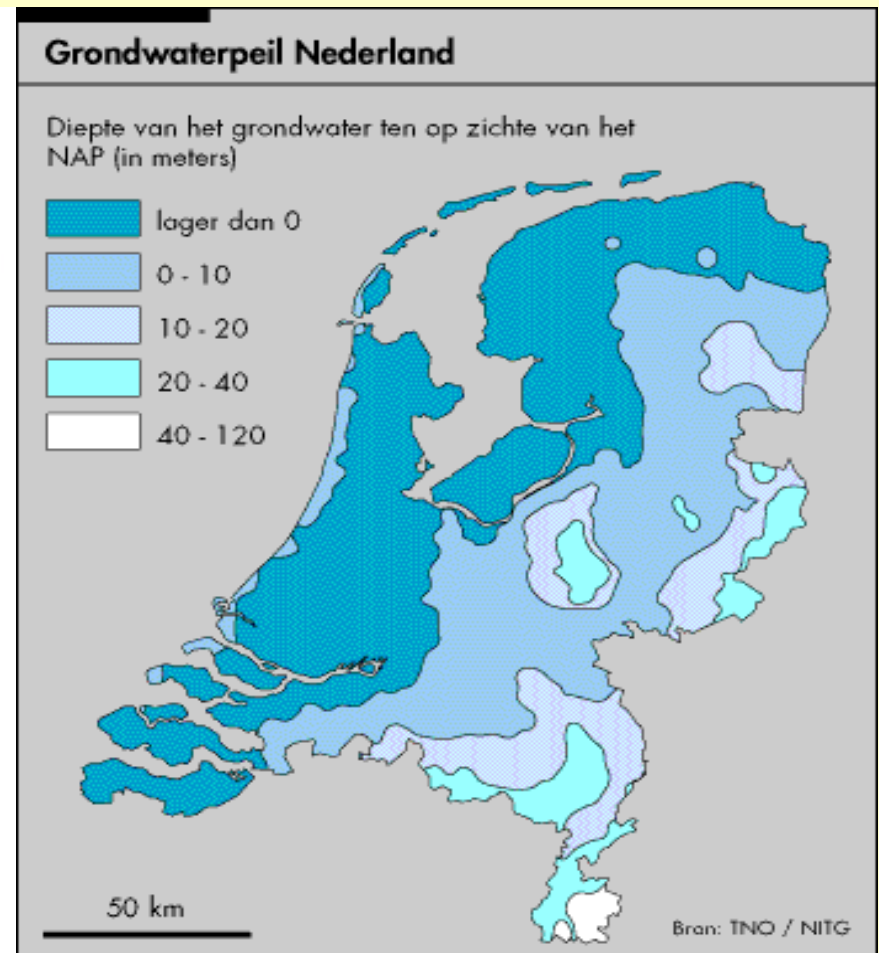 Grondwaterpeil Nederland
Diepte van het grondwater ten op zichte van het
NAP (in meters)
lager dan 0
0 - 10
10 - 20
20 - 40
40 - 120
50 km
Bron: TNO / NITG